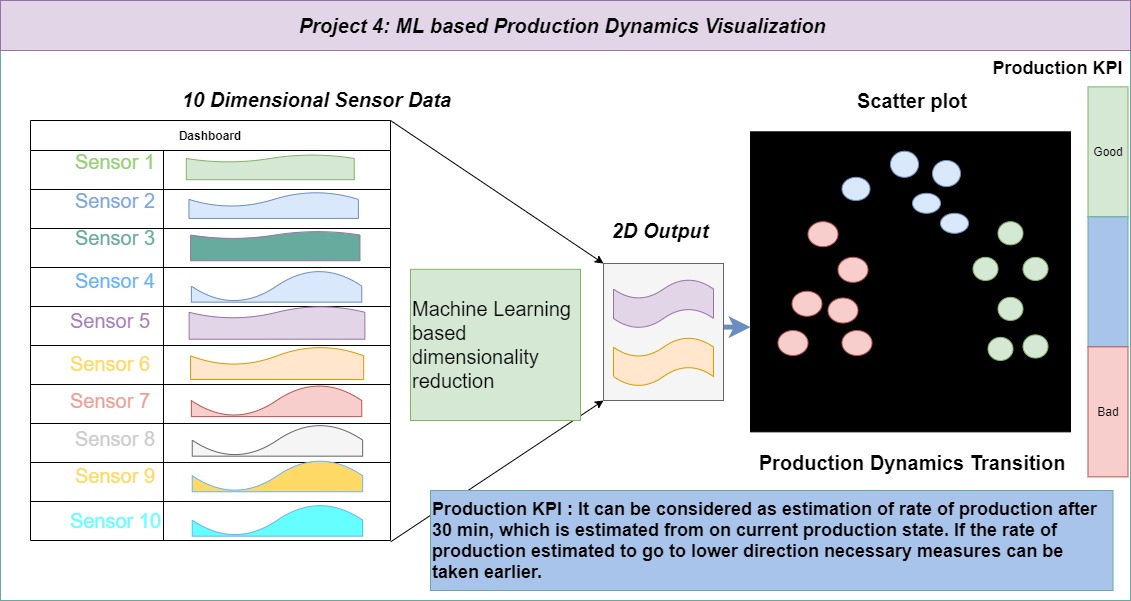 Project 4: ML based Production Dynamics Visualization
Production KPI
10 Dimensional Sensor Data
Scatter plot
Dashboard
Sensor 1
Sensor 2
Sensor 3
Sensor 4
Sensor 5
Sensor 6
Sensor 7
Sensor 8
Sensor 9
Sensor 10
Machine Learning
based
dimensionality
reduction
2D Output
Good
Bad
Production Dynamics Transition
Production KPI : It can be considered as estimation of rate of production after
30 min, which is estimated from on current production state. If the rate of
production estimated to go to lower direction necessary measures can be
taken earlier.